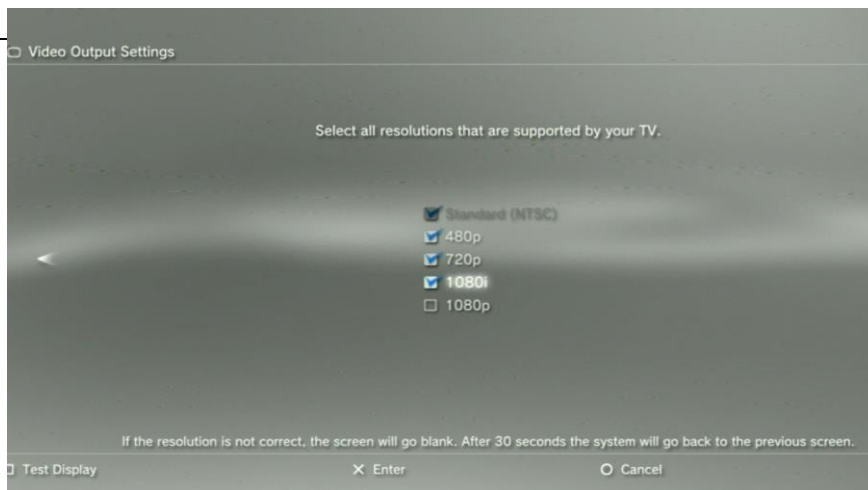 Video Output Settings
Select all resolutions that are supported by your TV.
Standard (NTSC)
480p
720p
1080i
1080p
If the resolution is not correct, the screen will go blank. After 30 seconds the system will go back to the previous screen.
Test Display
Enter
Cancel